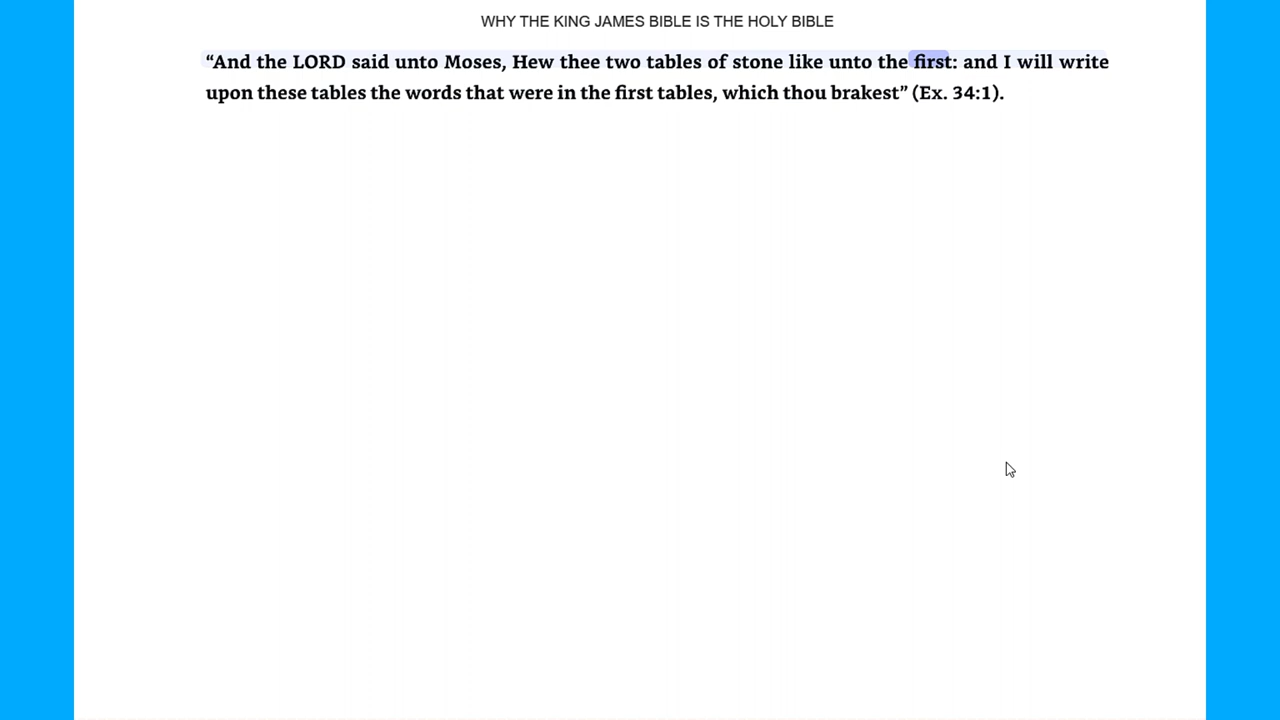 WHY THE KING JAMES BIBLE IS THE HOLY BIBLE
“And the LORD said unto Moses, Hew thee two tables of stone like unto the first: and I will write
upon these tables the words that were in the first tables, which thou brakest” (Ex. 34:1).